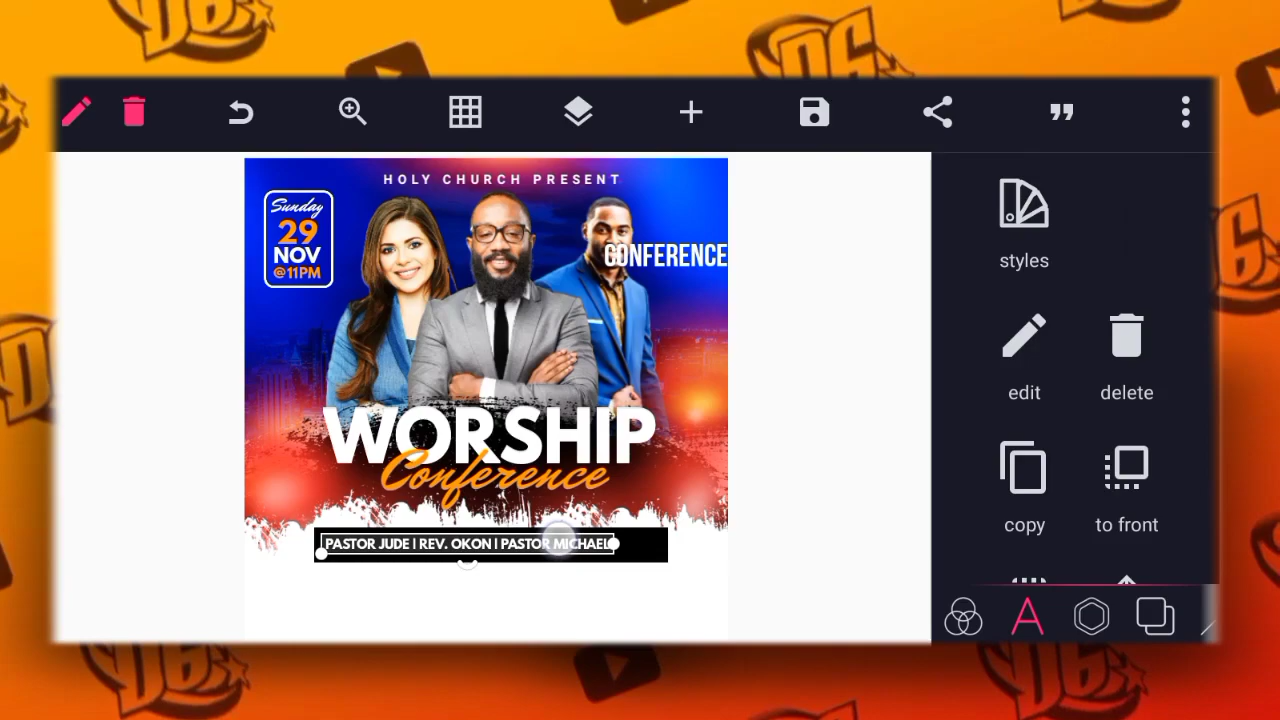 HOLY CHURCH PRESENT
Sunday
29
NOV
@11PM
CONFERENCE
WORSHIP
Conference
PASTOR JUDE | REV. OKON | PASTOR MICHAEL
styles
edit
delete
copy
to front